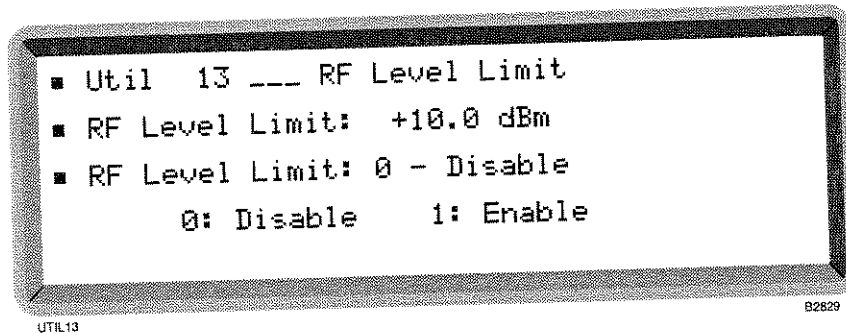 ▪ Util 13 ___ RF Level Limit
▪ RF Level Limit: +10.0 dBm
▪ RF Level Limit: 0 - Disable
0: Disable 1: Enable
UTIL13
B2829